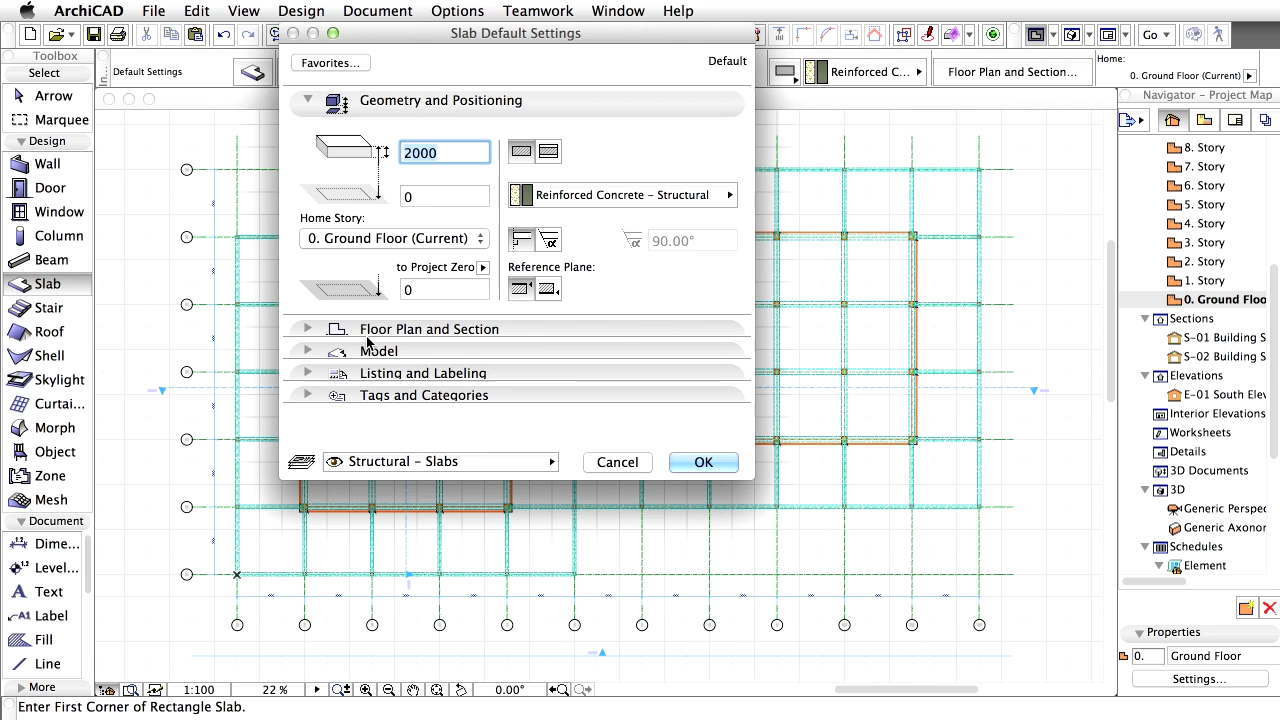 ArchiCAD File Edit View Design Document Options Teamwork Window Help
Slab Default Settings
Go
Toolbox
Select
Arrow
Marquee
Design
Wall
Door
Window
Column
Beam
Slab
Stair
Roof
Shell
Skylight
Curtai...
Morph
Object
Zone
Mesh
Document
Dime...
Level...
Text
Label
Fill
Line
More
Default Settings
Favorites...
Default
Geometry and Positioning
2000
0
Reinforced Concrete - Structural
Home Story:
0. Ground Floor (Current)
90.00°
to Project Zero
Reference Plane:
0
Floor Plan and Section
Model
Listing and Labeling
Tags and Categories
Structural - Slabs
Cancel
OK
Reinforced C...
Floor Plan and Section...
Home:
0. Ground Floor (Current)
Navigator - Project Map
8. Story
7. Story
6. Story
5. Story
4. Story
3. Story
2. Story
1. Story
0. Ground Floo
Sections
S-01 Building S
S-02 Building S
Elevations
E-01 South Elev
Interior Elevations
Worksheets
Details
3D Documents
3D
Generic Perspe
Generic Axonor
Schedules
Element
Properties
0. Ground Floor
Settings...
1:100 22 % 0.00°
Enter First Corner of Rectangle Slab.